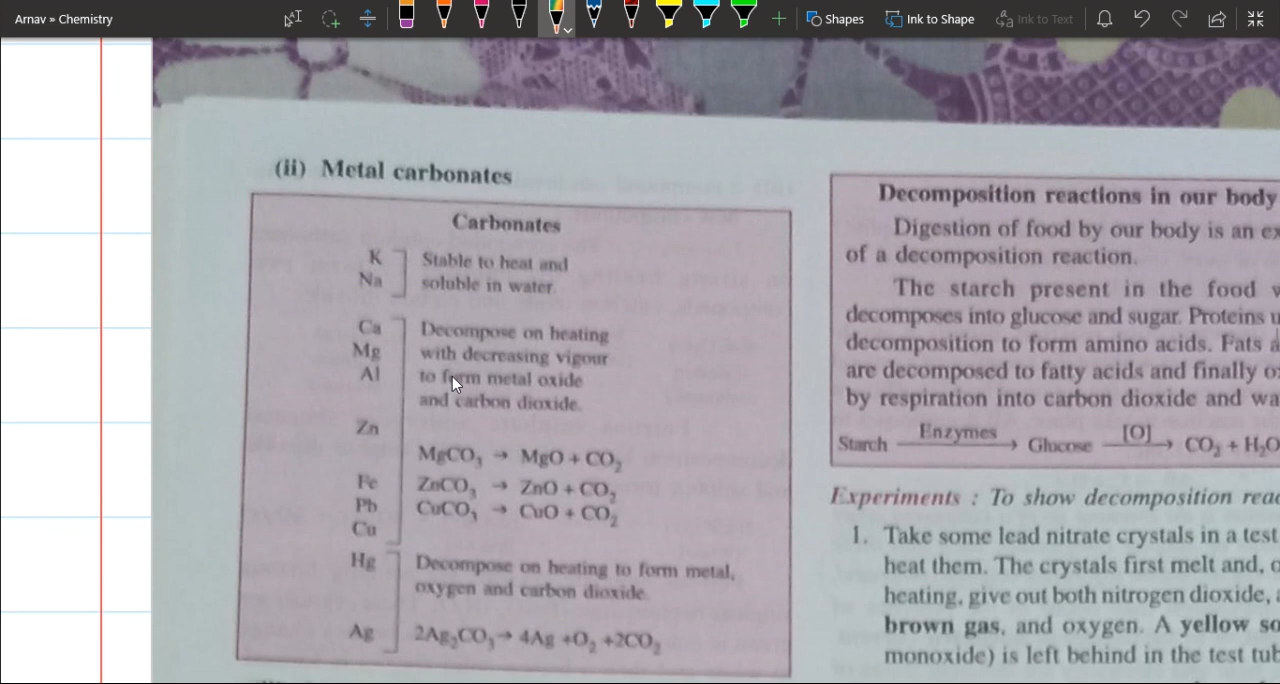 Arnav » Chemistry
Shapes
Ink to Shape
Ink to Text
(ii) Metal carbonates
Carbonates
K
Na
Stable to heat and
soluble in water.
Ca
Mg
Al
Zn
Fe
Pb
Cu
Decompose on heating
with decreasing vigour
to form metal oxide
and carbon dioxide.
MgCO₃ → MgO + CO₂
ZnCO₃ → ZnO + CO₂
CuCO₃ → CuO + CO₂
Hg
Ag
Decompose on heating to form metal,
oxygen and carbon dioxide.
2Ag₂CO₃→ 4Ag +O₂ +2CO₂
Decomposition reactions in our body
Digestion of food by our body is an ex
of a decomposition reaction.
The starch present in the food
decomposes into glucose and sugar. Proteins u
decomposition to form amino acids. Fats a
are decomposed to fatty acids and finally
by respiration into carbon dioxide and wa
Starch Enzymes → Glucose [O] → CO₂ + H₂O
Experiments : To show decomposition reac
1. Take some lead nitrate crystals in a test
heat them. The crystals first melt and,
heating, give out both nitrogen dioxide,
brown gas, and oxygen. A yellow so
monoxide) is left behind in the test tub